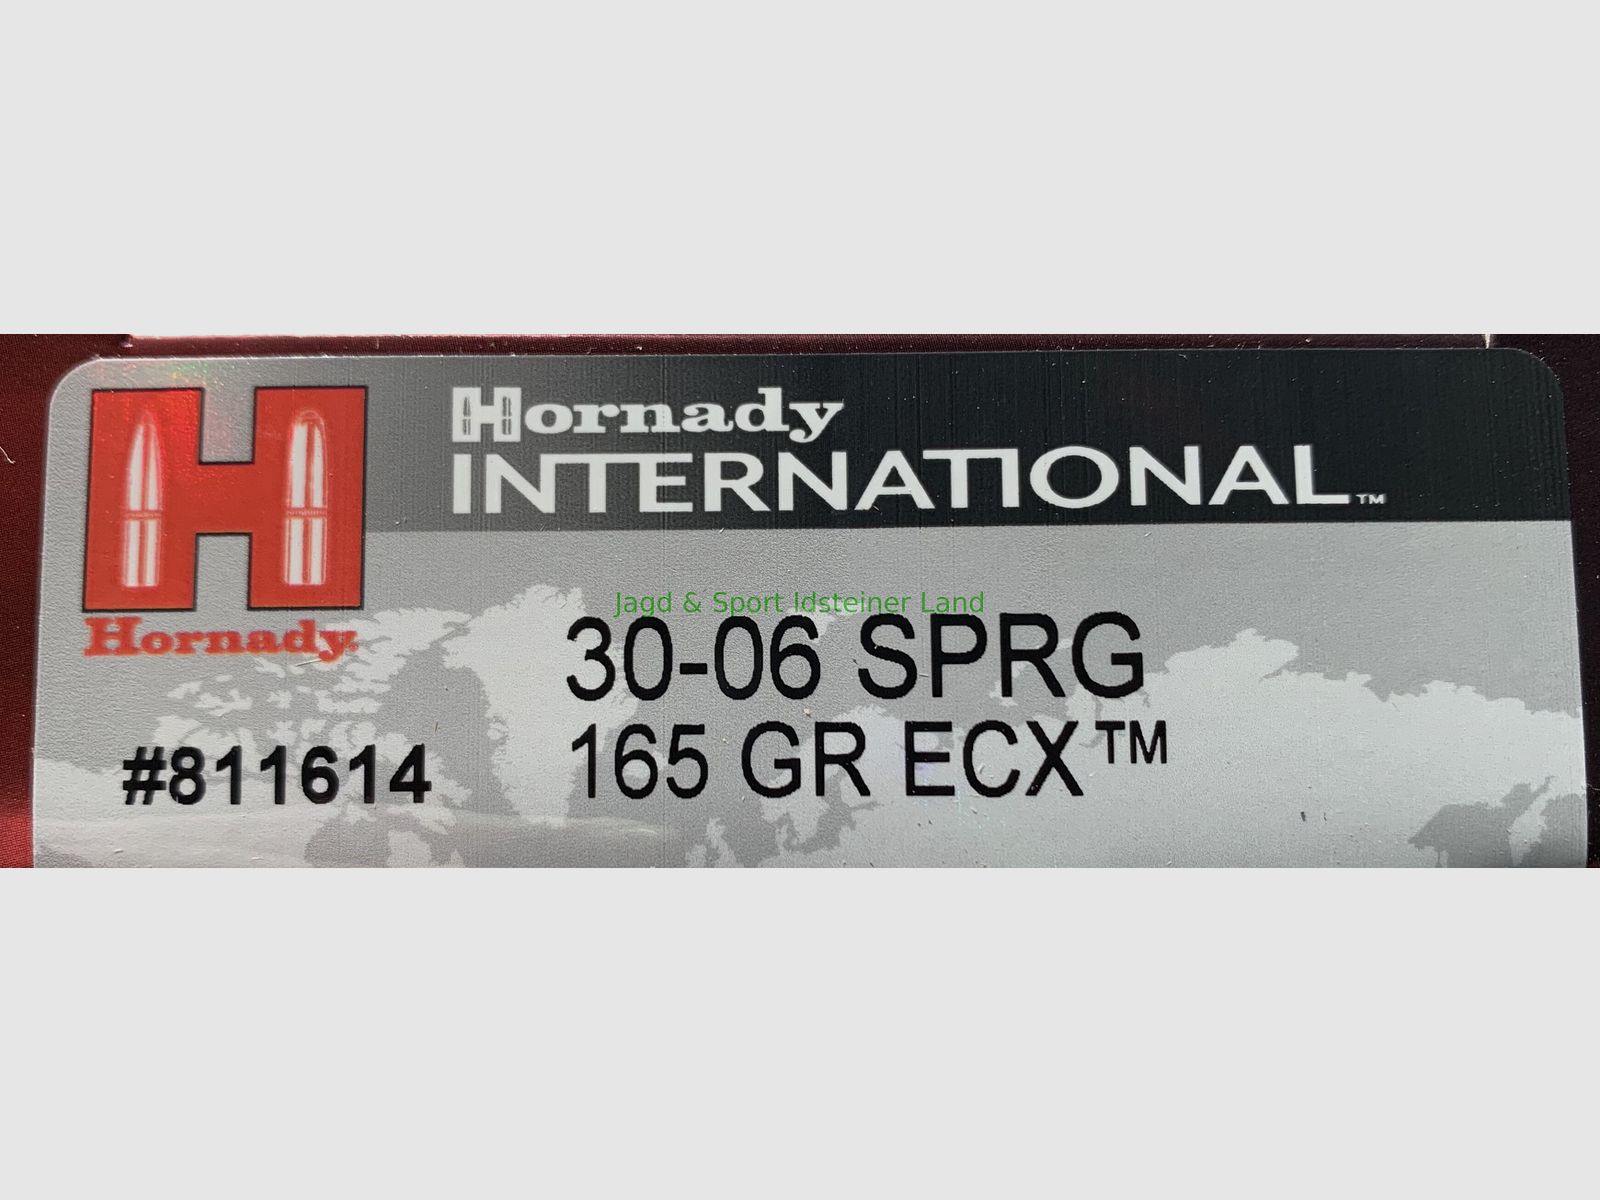 Hornady
INTERNATIONAL™
Hornady®
Jagd & Sport Idsteiner Land
30-06 SPRG
#811614
165 GR ECX™